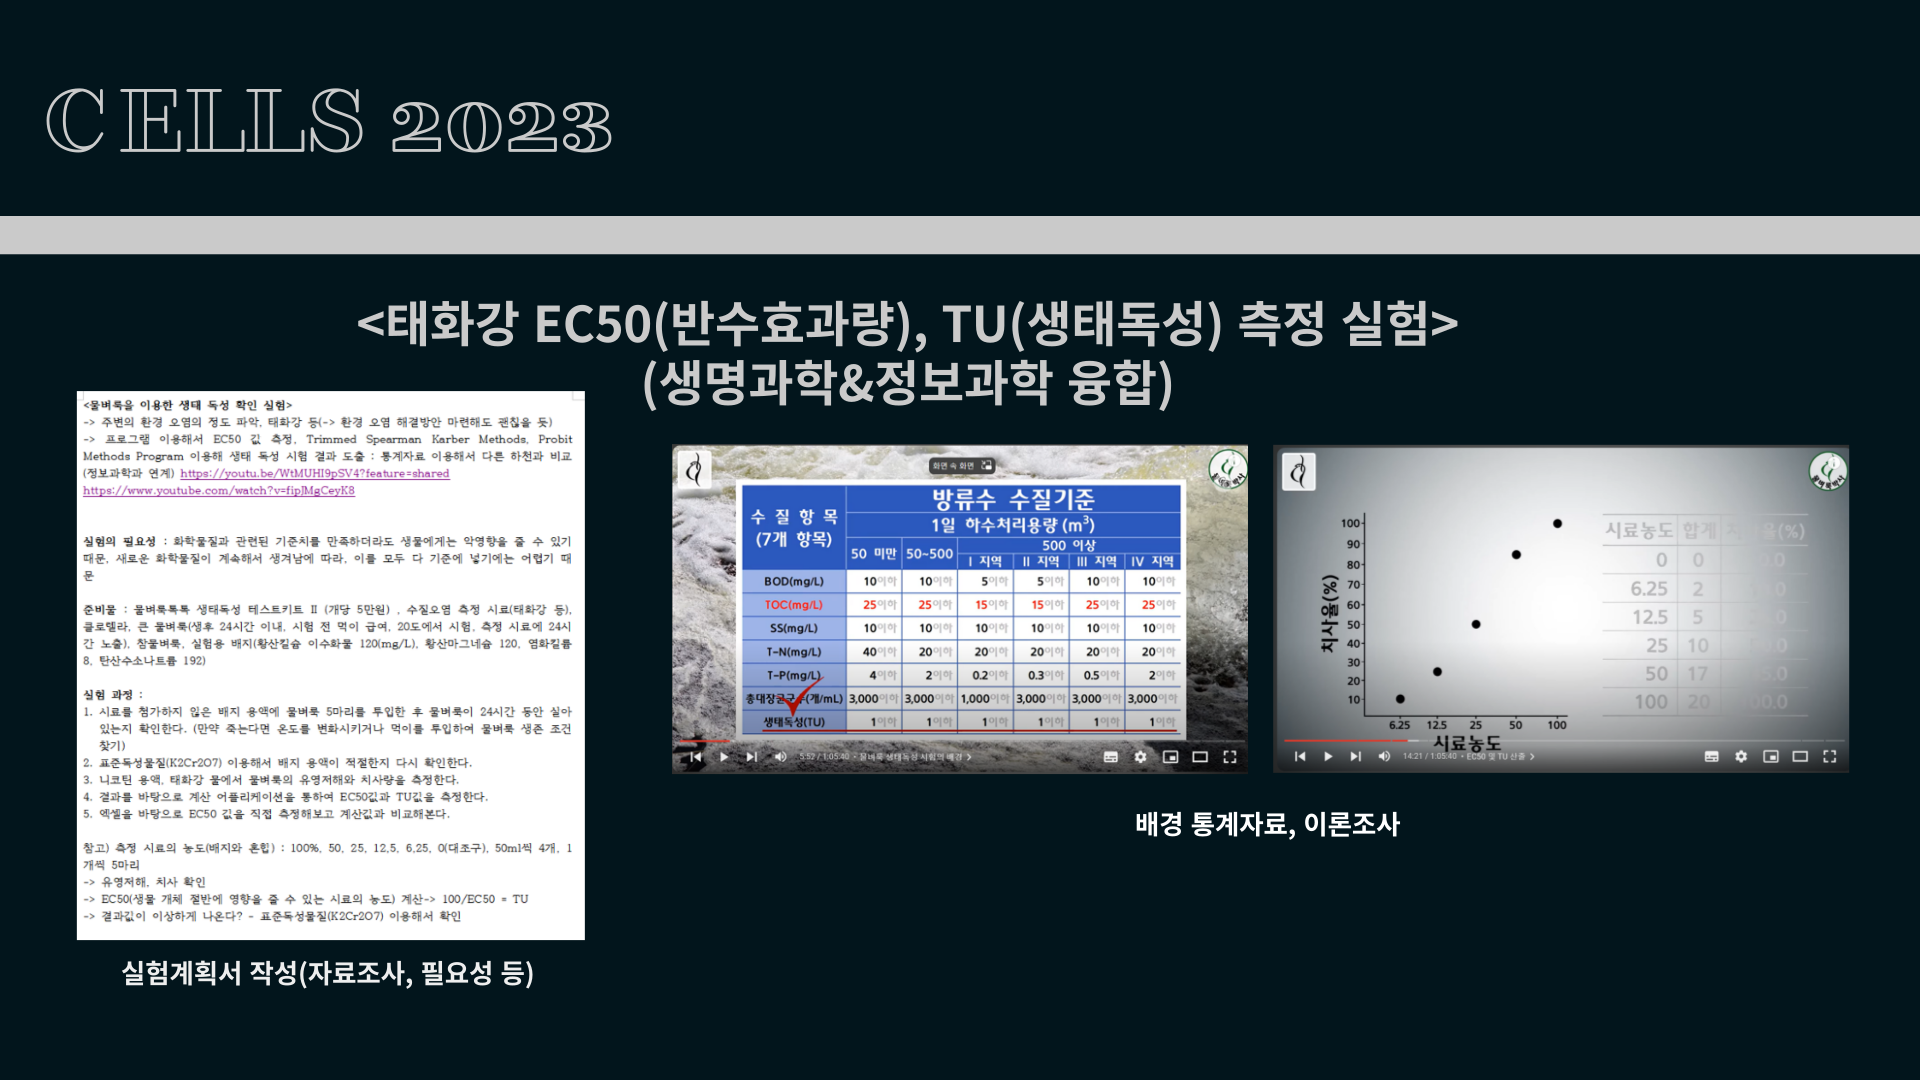 CELLS 2023
<태화강 EC50(반수효과량), TU(생태독성) 측정 실험>
(생명과학&정보과학 융합)
<물벼룩을 이용한 생태 독성 확인 실험>
-> 주변의 환경 오염의 정도 파악, 태화강 등(-> 환경 오염 해결방안 마련해도 괜찮을 듯)
-> 프로그램 이용해서 EC50 값 측정, Trimmed Spearman Karber Methods, Probit
Methods Program 이용해 생태 독성 시험 결과 도출 : 통계자료 이용해서 다른 하천과 비교
(정보과학과 연계) https://youtu.be/WtMUHI9pSV4?feature=shared
https://www.youtube.com/watch?v=fipJMgCeyK8
실험의 필요성 : 화학물질과 관련된 기준치를 만족하더라도 생물에게는 악영향을 줄 수 있기
때문, 새로운 화학물질이 계속해서 생겨남에 따라, 이를 모두 다 기준에 넣기에는 어렵기 때
문
준비물 : 물벼룩톡톡 생태독성 테스트키트 II (개당 5만원) , 수질오염 측정 시료(태화강 등),
클로렐라, 큰 물벼룩(생후 24시간 이내, 시험 전 먹이 급여, 20도에서 시험, 측정 시료에 24시
간 노출), 참물벼룩, 실험용 배지(황산칼슘 이수화물 120(mg/L), 황산마그네슘 120, 염화칼륨
8, 탄산수소나트륨 192)
실험 과정 :
1. 시료를 첨가하지 않은 배지 용액에 물벼룩 5마리를 투입한 후 물벼룩이 24시간 동안 살아
있는지 확인한다. (만약 죽는다면 온도를 변화시키거나 먹이를 투입하여 물벼룩 생존 조건
찾기)
2. 표준독성물질(K2Cr2O7) 이용해서 배지 용액이 적절한지 다시 확인한다.
3. 니코틴 용액, 태화강 물에서 물벼룩의 유영저해와 치사량을 측정한다.
4. 결과를 바탕으로 계산 어플리케이션을 통하여 EC50값과 TU값을 측정한다.
5. 엑셀을 바탕으로 EC50 값을 직접 측정해보고 계산값과 비교해본다.
참고) 측정 시료의 농도(배지와 혼합) : 100%, 50, 25, 12.5, 6.25, 0(대조구), 50ml씩 4개, 1
개씩 5마리
-> 유영저해, 치사 확인
-> EC50(생물 개체 절반에 영향을 줄 수 있는 시료의 농도) 계산-> 100/EC50 = TU
-> 결과값이 이상하게 나온다? - 표준독성물질(K2Cr2O7) 이용해서 확인
실험계획서 작성(자료조사, 필요성 등)
화면 속 화면
수 질 항 목
(7개 항목)
방류수 수질기준
1일 하수처리용량(m³)
50 미만 50~500 500 이상
I 지역 II 지역 III 지역 IV 지역
BOD(mg/L) 10이하 10이하 5이하 5이하 10이하 10이하
TOC(mg/L) 25이하 25이하 15이하 15이하 25이하 25이하
SS(mg/L) 10이하 10이하 10이하 10이하 10이하 10이하
T-N(mg/L) 40이하 20이하 20이하 20이하 20이하 20이하
T-P(mg/L) 4이하 2이하 0.2이하 0.3이하 0.5이하 2이하
총대장균군수(개/mL) 3,000이하 3,000이하 1,000이하 3,000이하 3,000이하 3,000이하
생태독성(TU) 1이하 1이하 1이하 1이하 1이하 1이하
5:52 / 1:05:40 • 물벼룩 생태독성 시험의 배경 >
치사율(%)
100
90
80
70
60
50
40
30
20
10
6.25 12.5 25 50 100
시료농도
시료농도 합계
0 0
6.25 2
12.5 5
25 10
50 17
100 20
14:21 / 1:05:40 • EC50 및 TU 산출 >
배경 통계자료, 이론조사